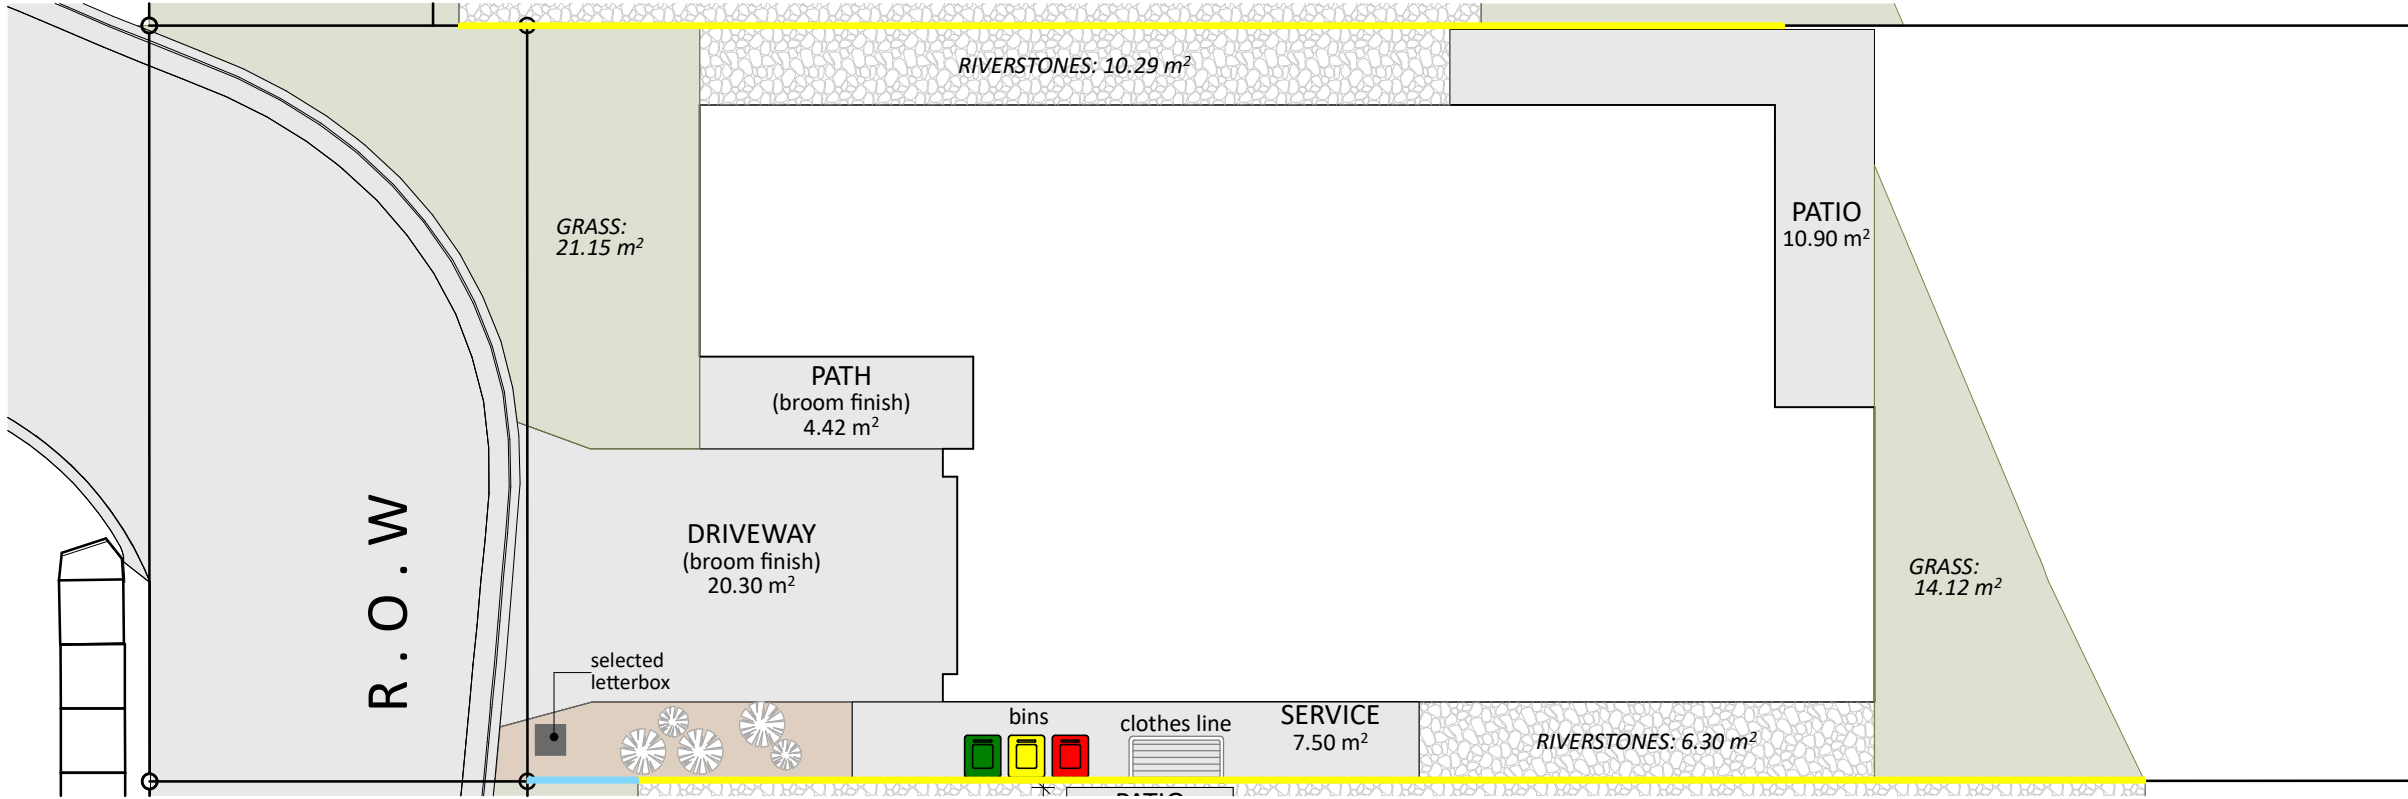 RIVERSTONES: 10.29 m²
GRASS:
21.15 m²
PATIO
10.90 m²
PATH
(broom finish)
4.42 m²
R.O.W
DRIVEWAY
(broom finish)
20.30 m²
GRASS:
14.12 m²
selected
letterbox
bins
clothes line
SERVICE
7.50 m²
RIVERSTONES: 6.30 m²
PATIO